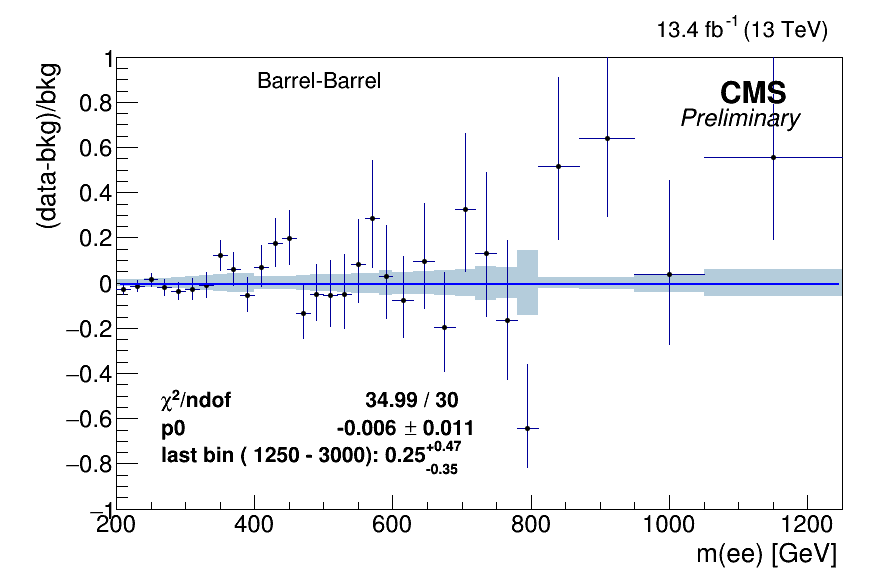 13.4 fb-1 (13 TeV)
1
Barrel-Barrel
CMS
Preliminary
0.8
0.6
0.4
0.2
0
−0.2
−0.4
−0.6
−0.8
−1
(data-bkg)/bkg
χ2/ndof 34.99 / 30
p0 -0.006 ± 0.011
last bin ( 1250 - 3000): 0.25+0.47 -0.35
200 400 600 800 1000 1200
m(ee) [GeV]